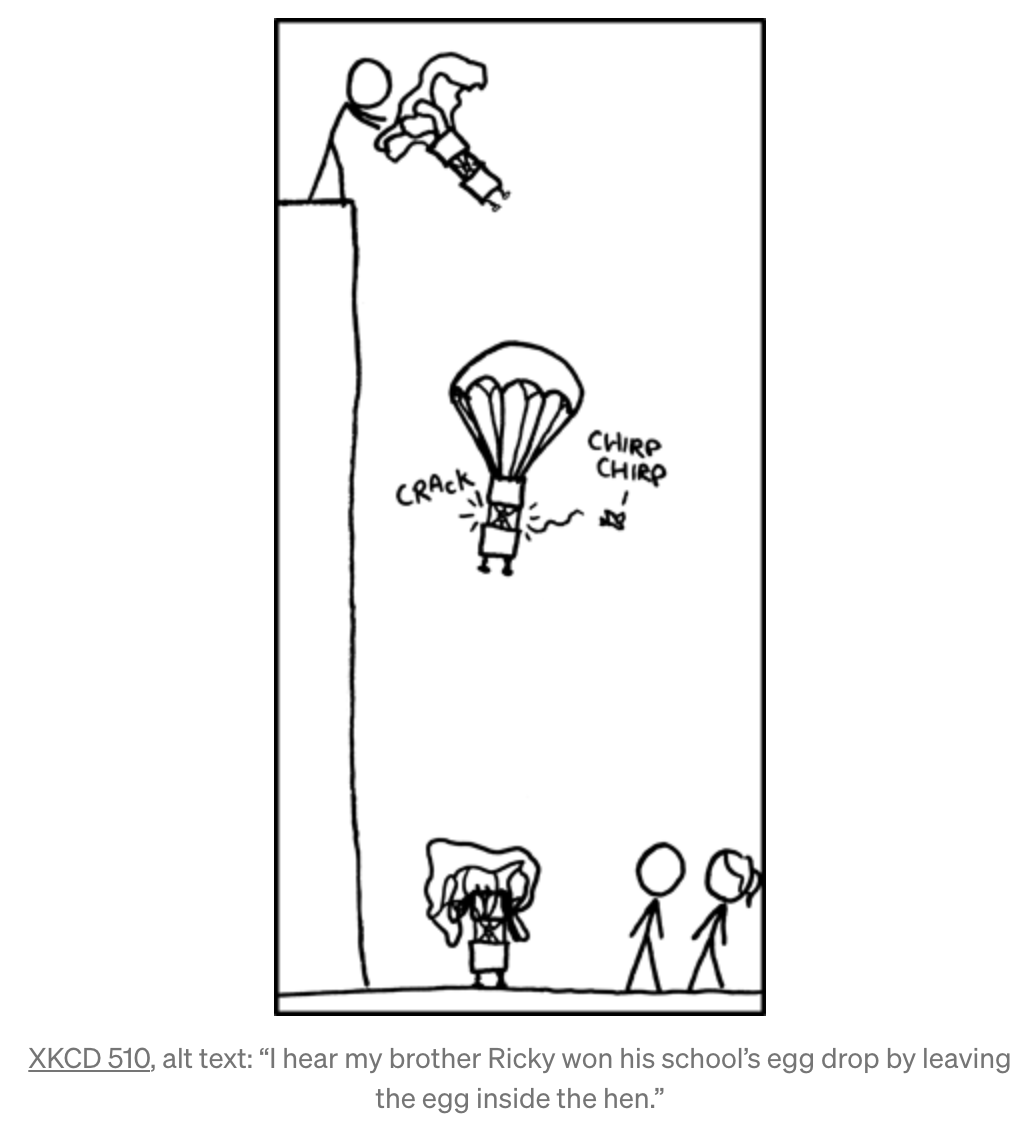 CRACK
CHIRP
CHIRP
XKCD 510, alt text: “I hear my brother Ricky won his school’s egg drop by leaving
the egg inside the hen.”